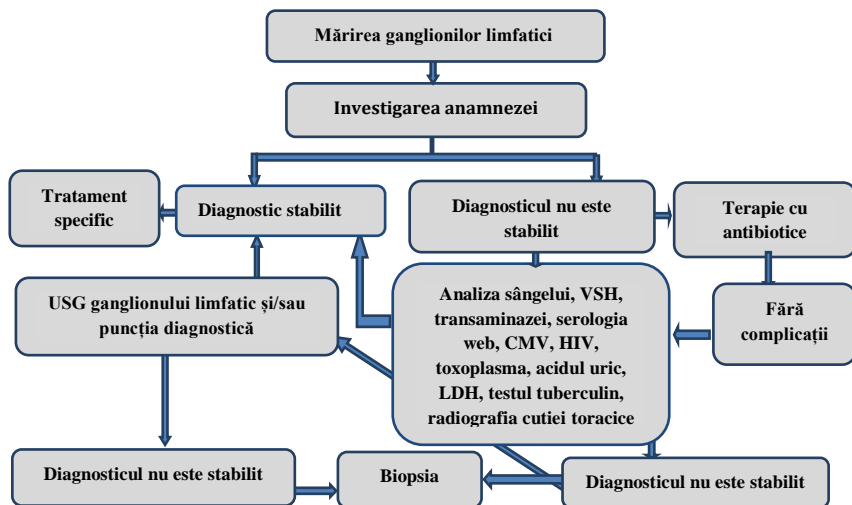 Mărirea ganglionilor limfatici
Investigarea anamnezei
Tratament
specific
Diagnostic stabilit
Diagnosticul nu este
stabilit
Terapie cu
antibiotice
USG ganglionului limfatic și/sau
puncția diagnostică
Analiza sângelui, VSH,
transaminazei, serologia
web, CMV, HIV,
toxoplasma, acidul uric,
LDH, testul tuberculin,
radiografia cutiei toracice
Fără
complicații
Diagnosticul nu este stabilit
Biopsia
Diagnosticul nu este stabilit